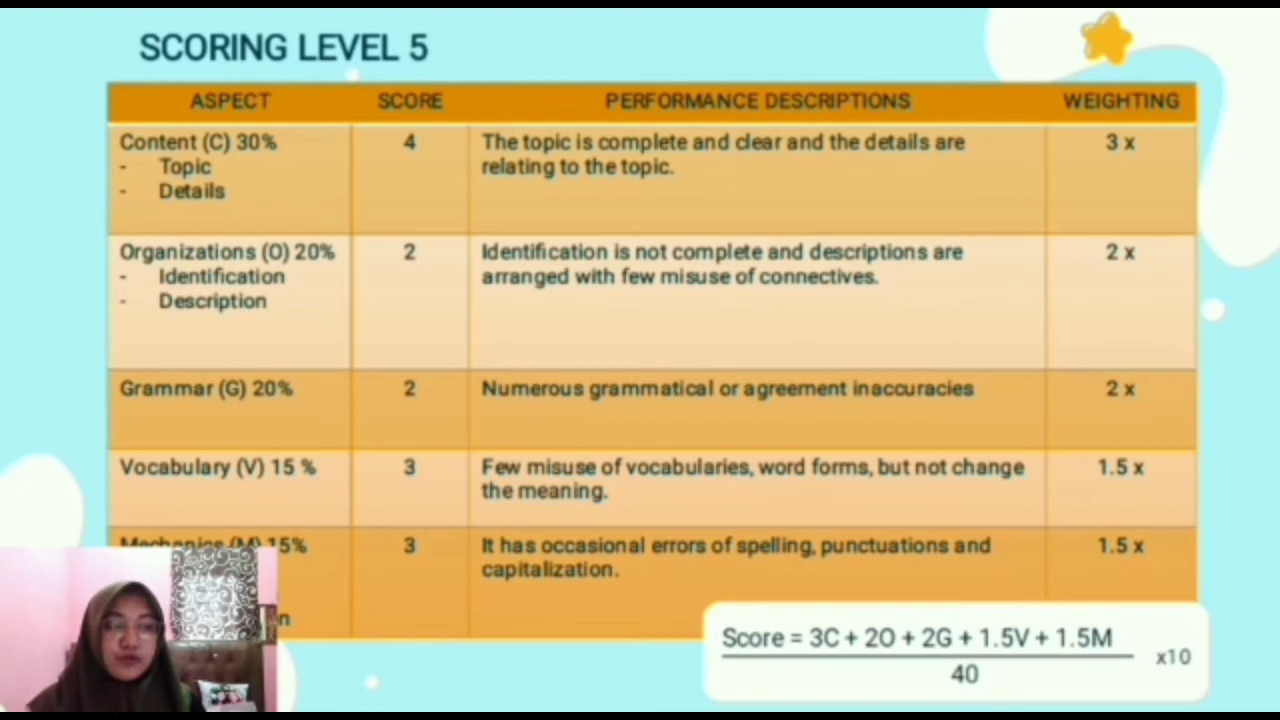 SCORING LEVEL 5
ASPECT SCORE PERFORMANCE DESCRIPTIONS WEIGHTING
Content (C) 30% 4 The topic is complete and clear and the details are 3 x
- Topic relating to the topic.
- Details
Organizations (O) 20% 2 Identification is not complete and descriptions are 2 x
- Identification arranged with few misuse of connectives.
- Description
Grammar (G) 20% 2 Numerous grammatical or agreement inaccuracies 2 x
Vocabulary (V) 15 % 3 Few misuse of vocabularies, word forms, but not change 1.5 x
the meaning.
Mechanics (M) 15% 3 It has occasional errors of spelling, punctuations and 1.5 x
capitalization.
Score = 3C + 2O + 2G + 1.5V + 1.5M
40
x10